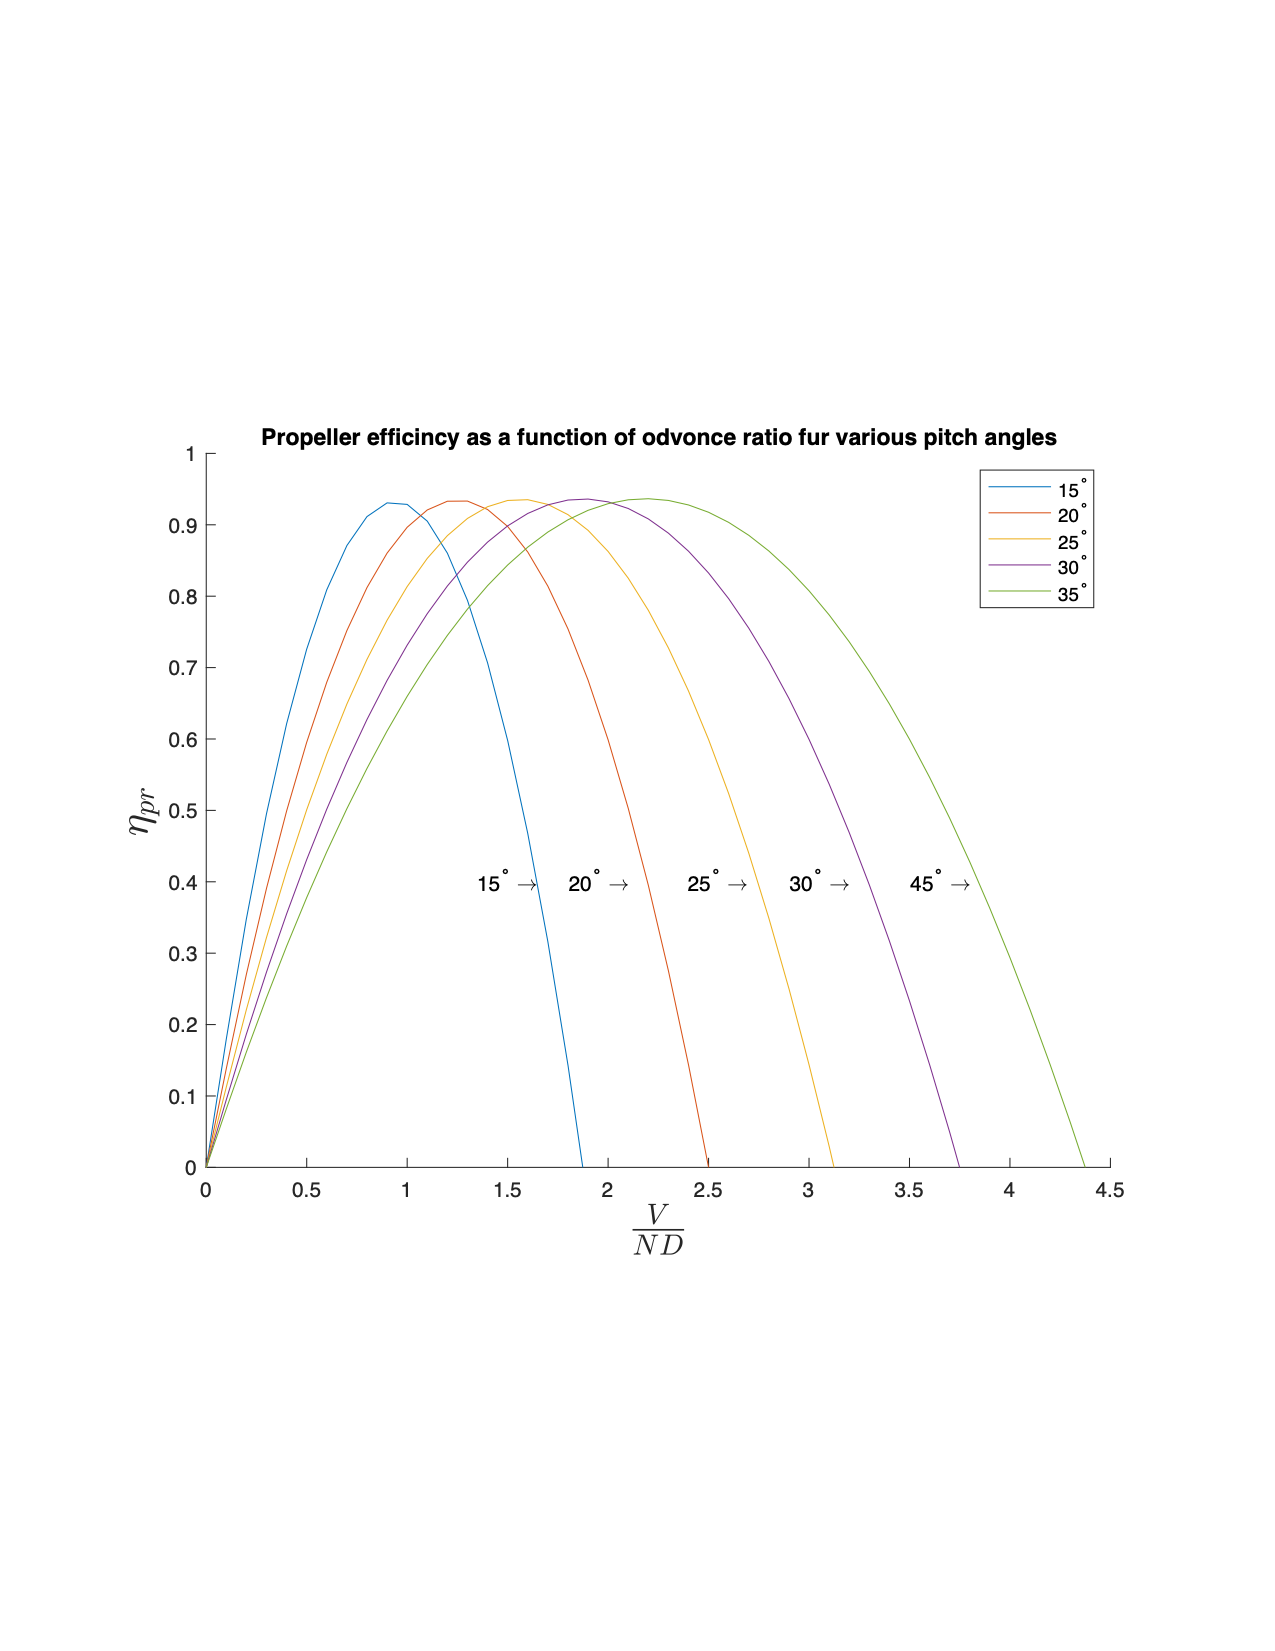 Propeller efficincy as a function of odvonce ratio fur various pitch angles
1
0.9
0.8
0.7
0.6
0.5
0.4
0.3
0.2
0.1
0
η_pr
15°
20°
25°
30°
35°
15° → 20° → 25° → 30° → 45° →
0 0.5 1 1.5 2 2.5 3 3.5 4 4.5
V
ND